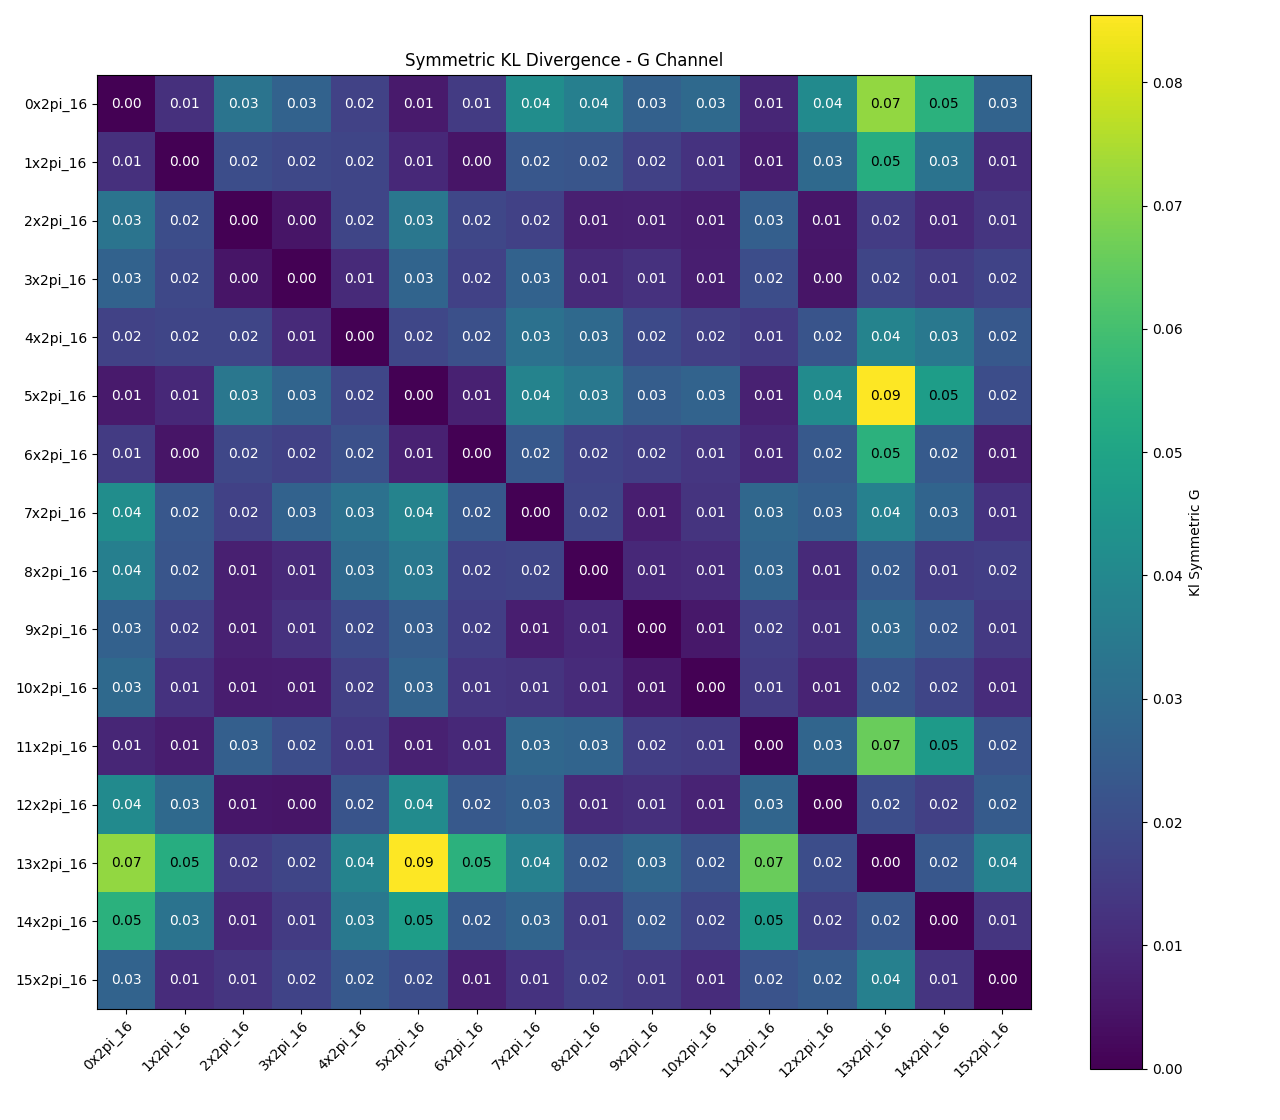 Symmetric KL Divergence - G Channel
0x2pi_16 0.00 0.01 0.03 0.03 0.02 0.01 0.01 0.04 0.04 0.03 0.03 0.01 0.04 0.07 0.05 0.03
1x2pi_16 0.01 0.00 0.02 0.02 0.02 0.01 0.00 0.02 0.02 0.02 0.01 0.01 0.03 0.05 0.03 0.01
2x2pi_16 0.03 0.02 0.00 0.00 0.02 0.03 0.02 0.02 0.01 0.01 0.01 0.03 0.01 0.02 0.01 0.01
3x2pi_16 0.03 0.02 0.00 0.00 0.01 0.03 0.02 0.03 0.01 0.01 0.01 0.02 0.00 0.02 0.01 0.02
4x2pi_16 0.02 0.02 0.02 0.01 0.00 0.02 0.02 0.03 0.03 0.02 0.02 0.01 0.02 0.04 0.03 0.02
5x2pi_16 0.01 0.01 0.03 0.03 0.02 0.00 0.01 0.04 0.03 0.03 0.03 0.01 0.04 0.09 0.05 0.02
6x2pi_16 0.01 0.00 0.02 0.02 0.02 0.01 0.00 0.02 0.02 0.02 0.01 0.01 0.02 0.05 0.02 0.01
7x2pi_16 0.04 0.02 0.02 0.03 0.03 0.04 0.02 0.00 0.02 0.01 0.01 0.03 0.03 0.04 0.03 0.01
8x2pi_16 0.04 0.02 0.01 0.01 0.03 0.03 0.02 0.02 0.00 0.01 0.01 0.03 0.01 0.02 0.01 0.02
9x2pi_16 0.03 0.02 0.01 0.01 0.02 0.03 0.02 0.01 0.01 0.00 0.01 0.02 0.01 0.03 0.02 0.01
10x2pi_16 0.03 0.01 0.01 0.01 0.02 0.03 0.01 0.01 0.01 0.01 0.00 0.01 0.01 0.02 0.02 0.01
11x2pi_16 0.01 0.01 0.03 0.02 0.01 0.01 0.01 0.03 0.03 0.02 0.01 0.00 0.03 0.07 0.05 0.02
12x2pi_16 0.04 0.03 0.01 0.00 0.02 0.04 0.02 0.03 0.01 0.01 0.01 0.03 0.00 0.02 0.02 0.02
13x2pi_16 0.07 0.05 0.02 0.02 0.04 0.09 0.05 0.04 0.02 0.03 0.02 0.07 0.02 0.00 0.02 0.04
14x2pi_16 0.05 0.03 0.01 0.01 0.03 0.05 0.02 0.03 0.01 0.02 0.02 0.05 0.02 0.02 0.00 0.01
15x2pi_16 0.03 0.01 0.01 0.02 0.02 0.02 0.01 0.01 0.02 0.01 0.01 0.02 0.02 0.04 0.01 0.00
0x2pi_16 1x2pi_16 2x2pi_16 3x2pi_16 4x2pi_16 5x2pi_16 6x2pi_16 7x2pi_16 8x2pi_16 9x2pi_16 10x2pi_16 11x2pi_16 12x2pi_16 13x2pi_16 14x2pi_16 15x2pi_16
0.08
0.07
0.06
0.05
0.04
0.03
0.02
0.01
0.00
Kl Symmetric G